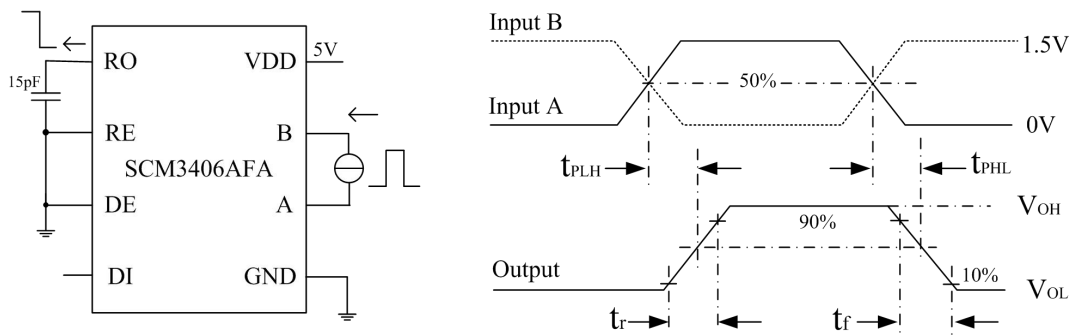 RO
VDD
5V
15pF
RE
B
SCM3406AFA
DE
A
DI
GND
Input B
1.5V
50%
Input A
0V
tPLH
tPHL
VOH
90%
Output
10%
VOL
tr
tf